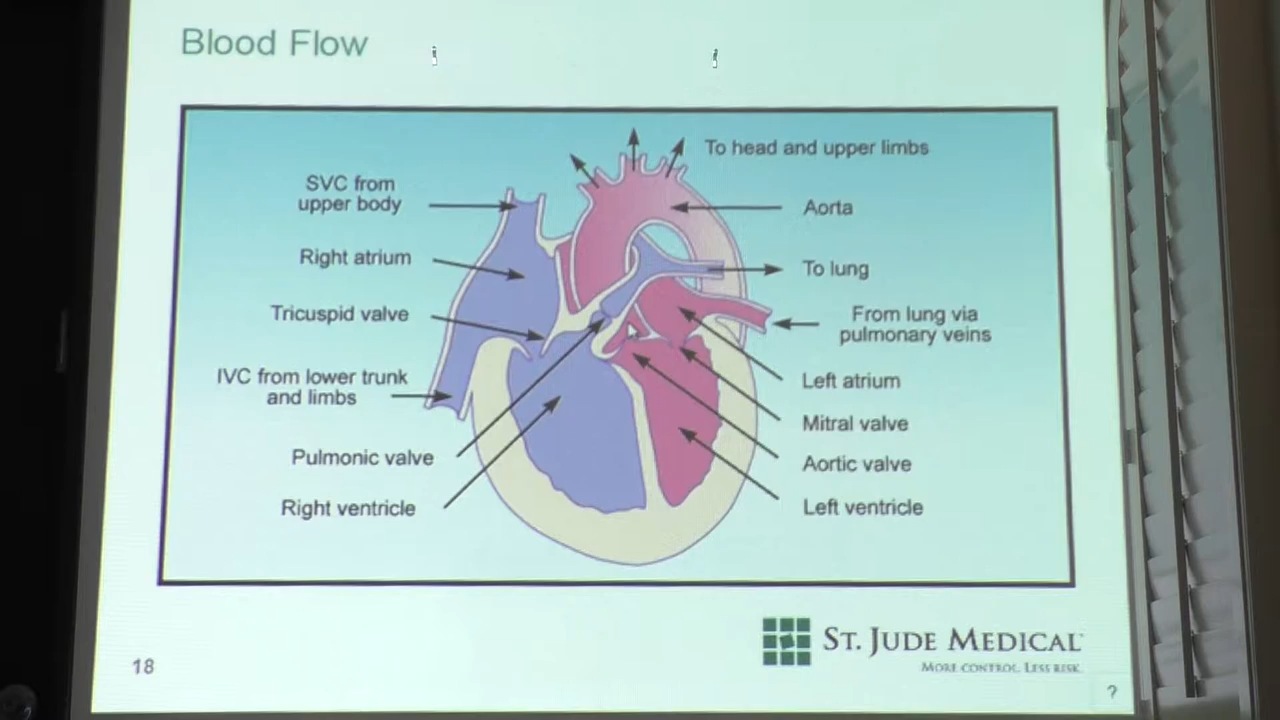 Blood Flow
To head and upper limbs
SVC from
upper body
Aorta
Right atrium
To lung
Tricuspid valve
From lung via
pulmonary veins
IVC from lower trunk
and limbs
Left atrium
Mitral valve
Pulmonic valve
Aortic valve
Right ventricle
Left ventricle
ST. JUDE MEDICAL
MORE CONTROL. LESS RISK.
18
?